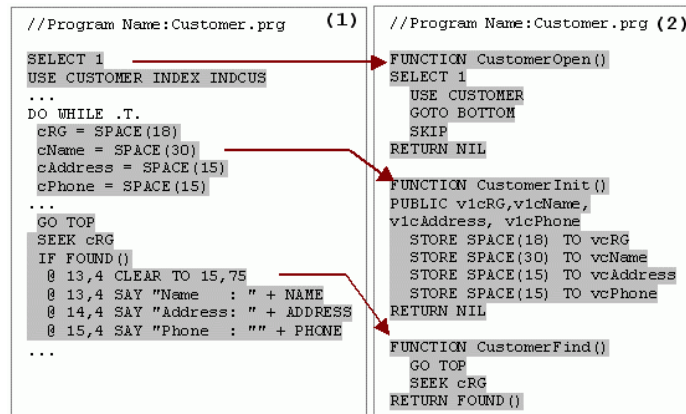 //Program Name:Customer.prg (1)
SELECT 1
USE CUSTOMER INDEX INDCUS
...
DO WHILE .T.
cRG = SPACE(18)
cName = SPACE(30)
cAddress = SPACE(15)
cPhone = SPACE(15)
...
GO TOP
SEEK cRG
IF FOUND()
@ 13,4 CLEAR TO 15,75
@ 13,4 SAY "Name : " + NAME
@ 14,4 SAY "Address: " + ADDRESS
@ 15,4 SAY "Phone : "" + PHONE
...
//Program Name:Customer.prg (2)
FUNCTION CustomerOpen()
SELECT 1
USE CUSTOMER
GOTO BOTTOM
SKIP
RETURN NIL
FUNCTION CustomerInit()
PUBLIC v1cRG,v1cName,
v1cAddress, v1cPhone
STORE SPACE(18) TO vcRG
STORE SPACE(30) TO vcName
STORE SPACE(15) TO vcAddress
STORE SPACE(15) TO vcPhone
RETURN NIL
FUNCTION CustomerFind()
GO TOP
SEEK cRG
RETURN FOUND()